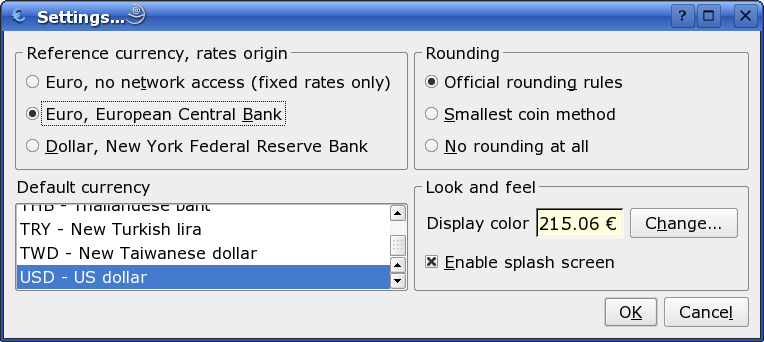 Settings...
Reference currency, rates origin
Euro, no network access (fixed rates only)
Euro, European Central Bank
Dollar, New York Federal Reserve Bank
Rounding
Official rounding rules
Smallest coin method
No rounding at all
Default currency
THB - Thailandese baht
TRY - New Turkish lira
TWD - New Taiwanese dollar
USD - US dollar
Look and feel
Display color 215.06 € Change...
Enable splash screen
OK Cancel